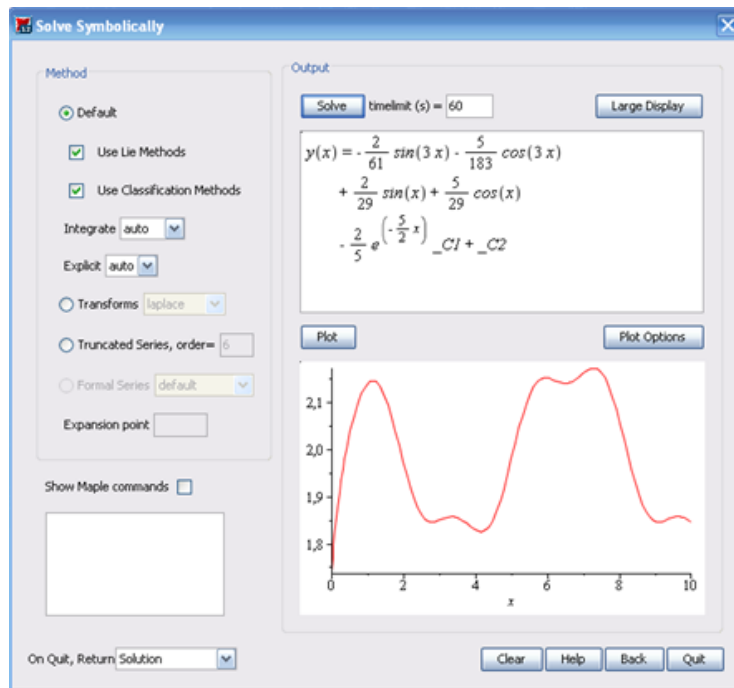 Solve Symbolically
Method
Default
Use Lie Methods
Use Classification Methods
Integrate auto
Explicit auto
Transforms laplace
Truncated Series, order= 6
Formal Series default
Expansion point
Show Maple commands
On Quit, Return Solution
Output
Solve timelimit (s) = 60 Large Display
y(x) = - 2/61 sin(3 x) - 5/183 cos(3 x)
+ 2/29 sin(x) + 5/29 cos(x)
- 2/5 e^(- 5/2 x) _C1 + _C2
Plot Plot Options
2,1
2,0
1,9
1,8
0 2 4 6 8 10
x
Clear Help Back Quit